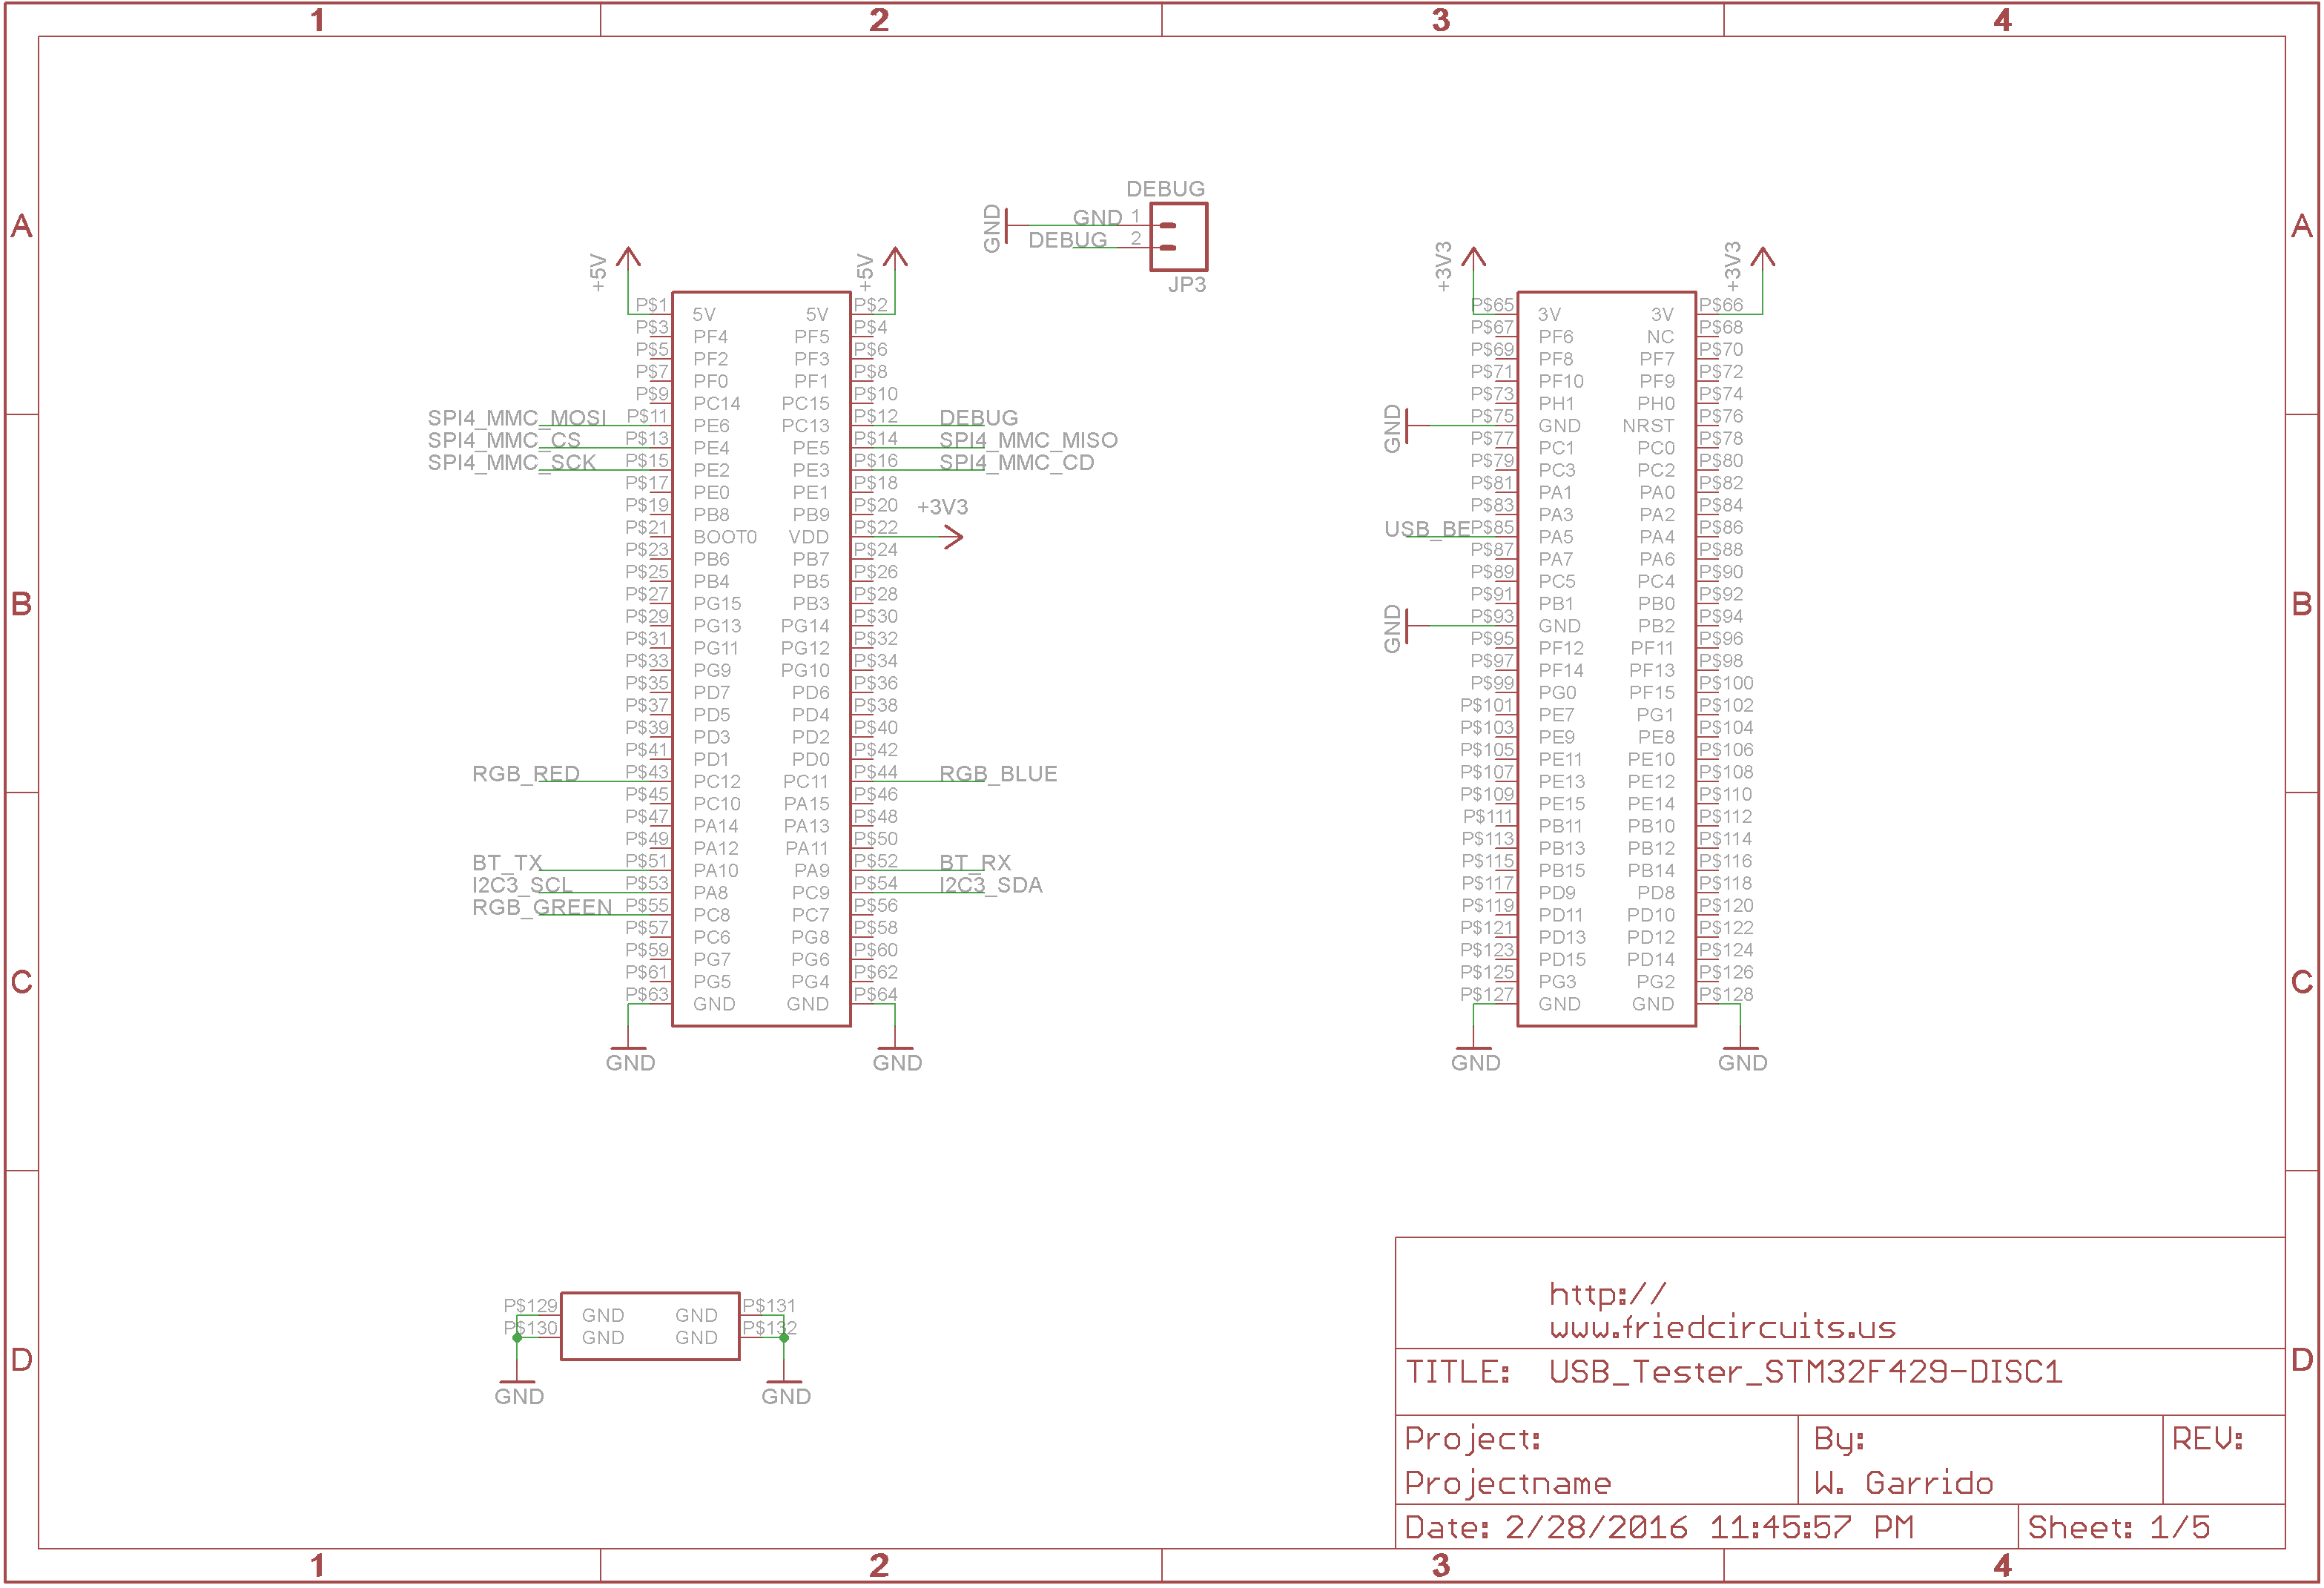 1 2 3 4
A A
DEBUG
GND GND 1
DEBUG 2
JP3
+5V +5V +3V3 +3V3
P$1 5V 5V P$2
P$3 PF4 PF5 P$4
P$5 PF2 PF3 P$6
P$7 PF0 PF1 P$8
P$9 PC14 PC15 P$10
SPI4_MMC_MOSI P$11 PE6 PC13 P$12 DEBUG
SPI4_MMC_CS P$13 PE4 PE5 P$14 SPI4_MMC_MISO
SPI4_MMC_SCK P$15 PE2 PE3 P$16 SPI4_MMC_CD
P$17 PE0 PE1 P$18
P$19 PB8 PB9 P$20 +3V3
P$21 BOOT0 VDD P$22
P$23 PB6 PB7 P$24
P$25 PB4 PB5 P$26
P$27 PG15 PB3 P$28
P$29 PG13 PG14 P$30
P$31 PG11 PG12 P$32
P$33 PG9 PG10 P$34
P$35 PD7 PD6 P$36
P$37 PD5 PD4 P$38
P$39 PD3 PD2 P$40
P$41 PD1 PD0 P$42
RGB_RED P$43 PC12 PC11 P$44 RGB_BLUE
P$45 PC10 PA15 P$46
P$47 PA14 PA13 P$48
P$49 PA12 PA11 P$50
BT_TX P$51 PA10 PA9 P$52 BT_RX
I2C3_SCL P$53 PA8 PC9 P$54 I2C3_SDA
RGB_GREEN P$55 PC8 PC7 P$56
P$57 PC6 PG8 P$58
P$59 PG7 PG6 P$60
P$61 PG5 PG4 P$62
P$63 GND GND P$64
GND GND
P$65 3V 3V P$66
P$67 PF6 NC P$68
P$69 PF8 PF7 P$70
P$71 PF10 PF9 P$72
P$73 PH1 PH0 P$74
GND P$75 GND NRST P$76
P$77 PC1 PC0 P$78
P$79 PC3 PC2 P$80
P$81 PA1 PA0 P$82
P$83 PA3 PA2 P$84
USB_BE P$85 PA5 PA4 P$86
P$87 PA7 PA6 P$88
P$89 PC5 PC4 P$90
P$91 PB1 PB0 P$92
GND P$93 GND PB2 P$94
P$95 PF12 PF11 P$96
P$97 PF14 PF13 P$98
P$99 PG0 PF15 P$100
P$101 PE7 PG1 P$102
P$103 PE9 PE8 P$104
P$105 PE11 PE10 P$106
P$107 PE13 PE12 P$108
P$109 PE15 PE14 P$110
P$111 PB11 PB10 P$112
P$113 PB13 PB12 P$114
P$115 PB15 PB14 P$116
P$117 PD9 PD8 P$118
P$119 PD11 PD10 P$120
P$121 PD13 PD12 P$122
P$123 PD15 PD14 P$124
P$125 PG3 PG2 P$126
P$127 GND GND P$128
GND GND
B B
C C
P$129 GND GND P$131
P$130 GND GND P$132
GND GND
D D
http://
www.friedcircuits.us
TITLE: USB_Tester_STM32F429-DISC1
Project: By: REV:
Projectname W. Garrido
Date: 2/28/2016 11:45:57 PM Sheet: 1/5
1 2 3 4